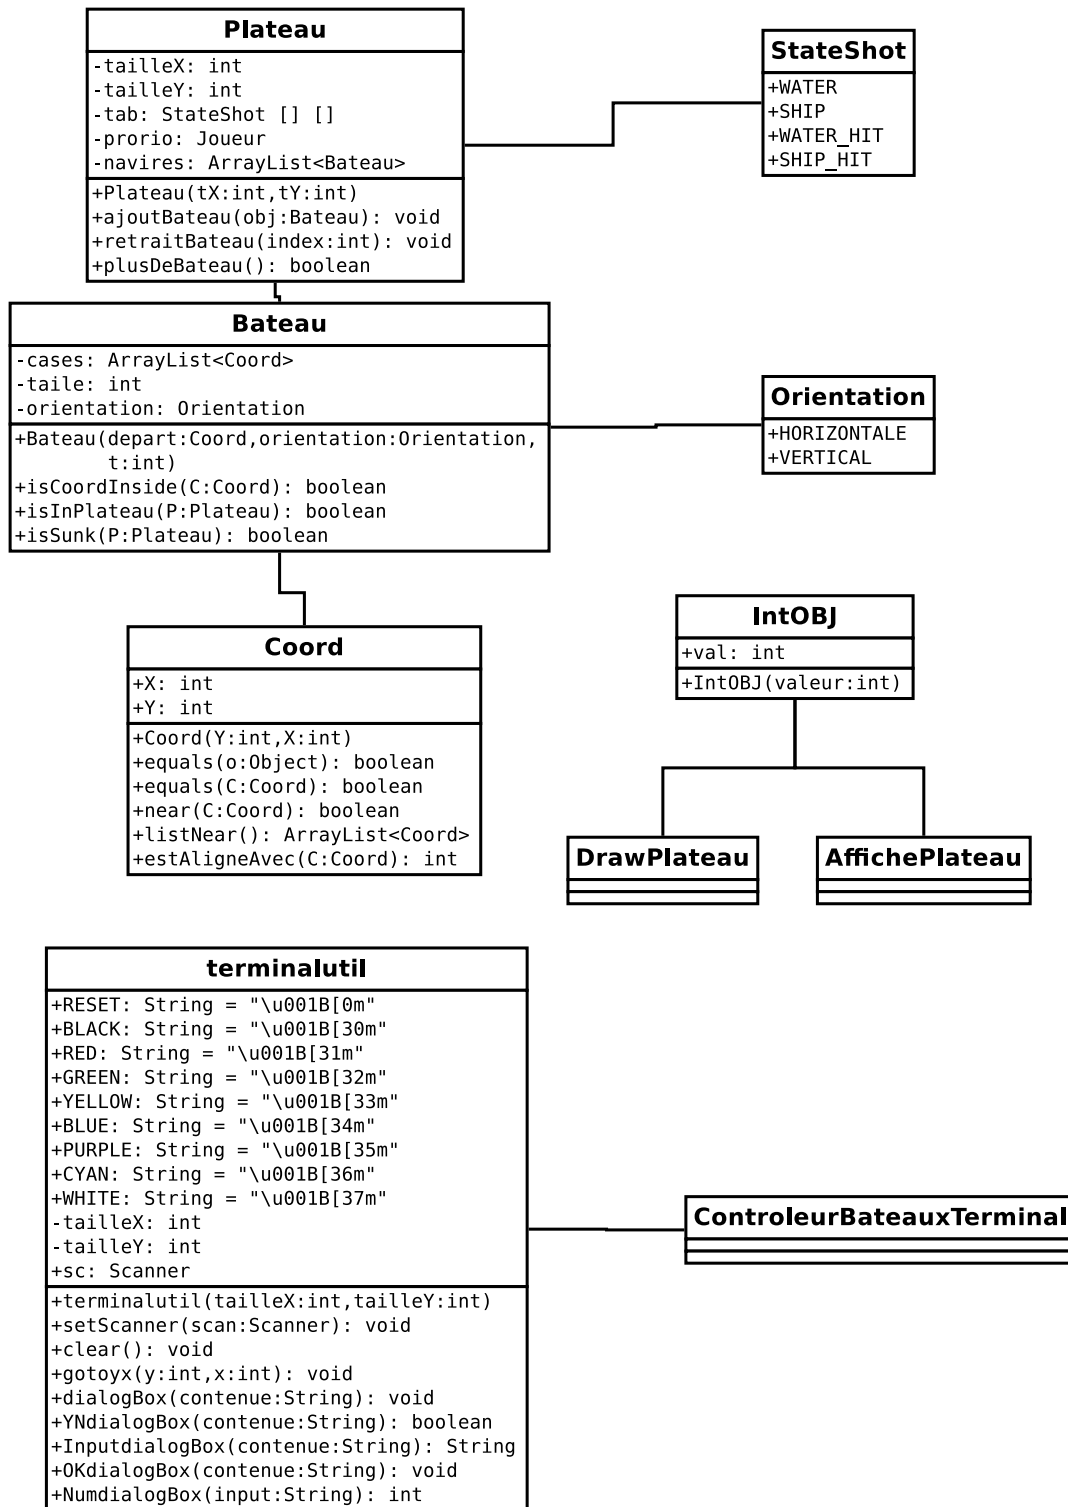 Plateau
-tailleX: int
-tailleY: int
-tab: StateShot [] []
-prorio: Joueur
-navires: ArrayList<Bateau>
+Plateau(tX:int,tY:int)
+ajoutBateau(obj:Bateau): void
+retraitBateau(index:int): void
+plusDeBateau(): boolean
StateShot
+WATER
+SHIP
+WATER_HIT
+SHIP_HIT
Bateau
-cases: ArrayList<Coord>
-taile: int
-orientation: Orientation
+Bateau(depart:Coord,orientation:Orientation,
t:int)
+isCoordInside(C:Coord): boolean
+isInPlateau(P:Plateau): boolean
+isSunk(P:Plateau): boolean
Orientation
+HORIZONTALE
+VERTICAL
Coord
+X: int
+Y: int
+Coord(Y:int,X:int)
+equals(o:Object): boolean
+equals(C:Coord): boolean
+near(C:Coord): boolean
+listNear(): ArrayList<Coord>
+estAligneAvec(C:Coord): int
IntOBJ
+val: int
+IntOBJ(valeur:int)
DrawPlateau
AffichePlateau
terminalutil
+RESET: String = "\u001B[0m"
+BLACK: String = "\u001B[30m"
+RED: String = "\u001B[31m"
+GREEN: String = "\u001B[32m"
+YELLOW: String = "\u001B[33m"
+BLUE: String = "\u001B[34m"
+PURPLE: String = "\u001B[35m"
+CYAN: String = "\u001B[36m"
+WHITE: String = "\u001B[37m"
-tailleX: int
-tailleY: int
+sc: Scanner
+terminalutil(tailleX:int,tailleY:int)
+setScanner(scan:Scanner): void
+clear(): void
+gotoyx(y:int,x:int): void
+dialogBox(contenue:String): void
+YNdialogBox(contenue:String): boolean
+InputdialogBox(contenue:String): String
+OKdialogBox(contenue:String): void
+NumdialogBox(input:String): int
ControleurBateauxTerminal